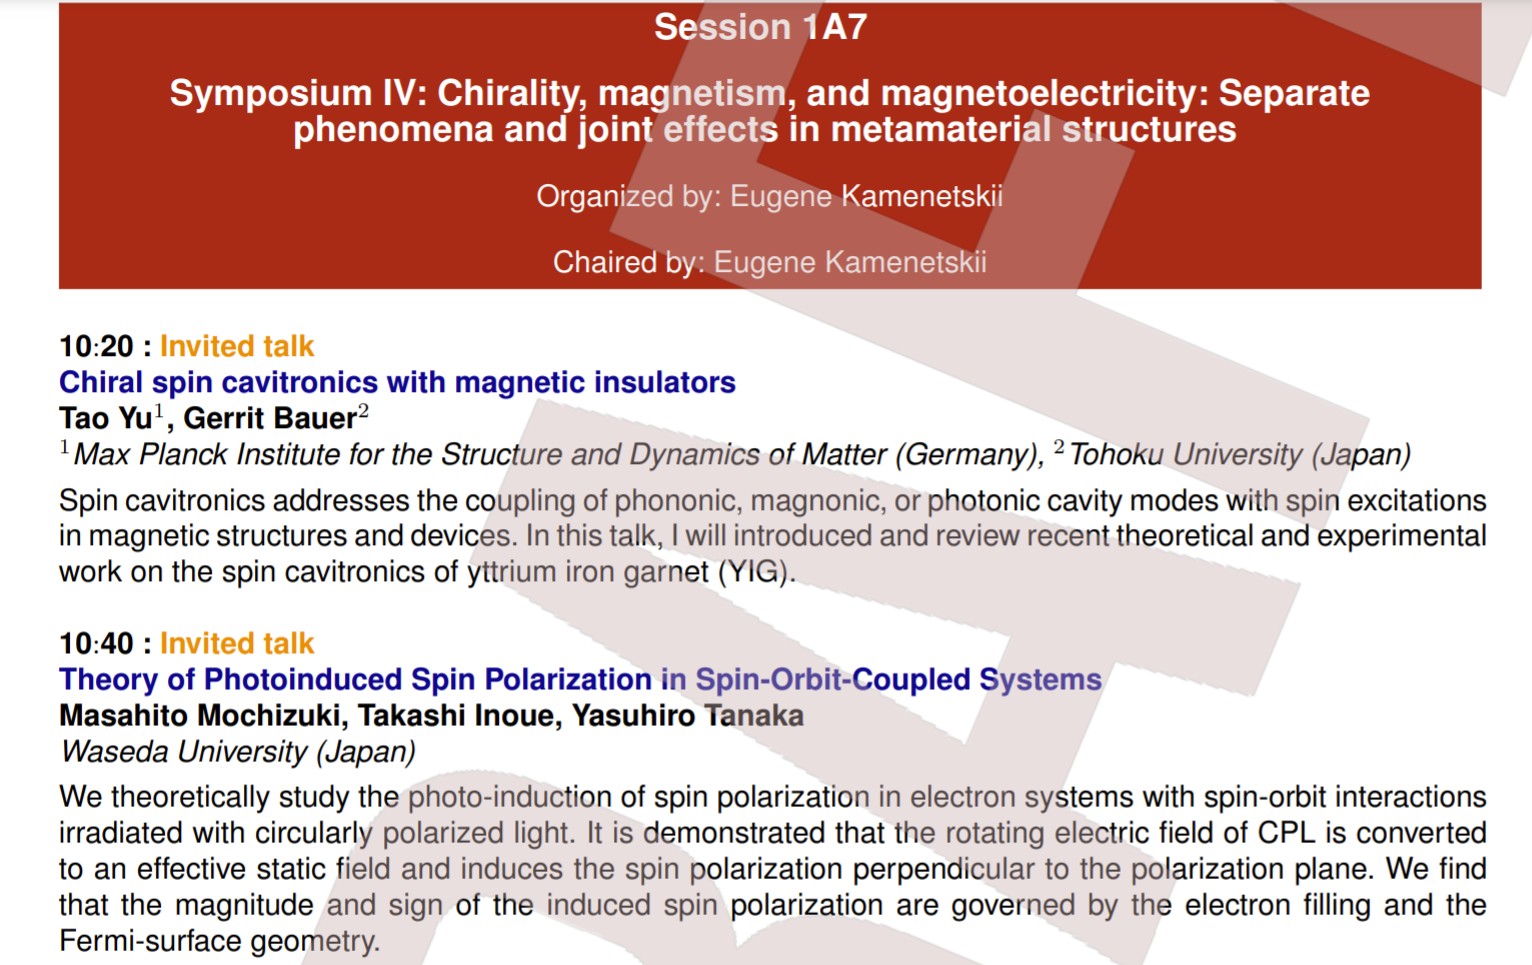 Session 1A7
Symposium IV: Chirality, magnetism, and magnetoelectricity: Separate
phenomena and joint effects in metamaterial structures
Organized by: Eugene Kamenetskii
Chaired by: Eugene Kamenetskii
10:20 : Invited talk
Chiral spin cavitronics with magnetic insulators
Tao Yu¹, Gerrit Bauer²
¹ Max Planck Institute for the Structure and Dynamics of Matter (Germany), ² Tohoku University (Japan)
Spin cavitronics addresses the coupling of phononic, magnonic, or photonic cavity modes with spin excitations
in magnetic structures and devices. In this talk, I will introduced and review recent theoretical and experimental
work on the spin cavitronics of yttrium iron garnet (YIG).
10:40 : Invited talk
Theory of Photoinduced Spin Polarization in Spin-Orbit-Coupled Systems
Masahito Mochizuki, Takashi Inoue, Yasuhiro Tanaka
Waseda University (Japan)
We theoretically study the photo-induction of spin polarization in electron systems with spin-orbit interactions
irradiated with circularly polarized light. It is demonstrated that the rotating electric field of CPL is converted
to an effective static field and induces the spin polarization perpendicular to the polarization plane. We find
that the magnitude and sign of the induced spin polarization are governed by the electron filling and the
Fermi-surface geometry.